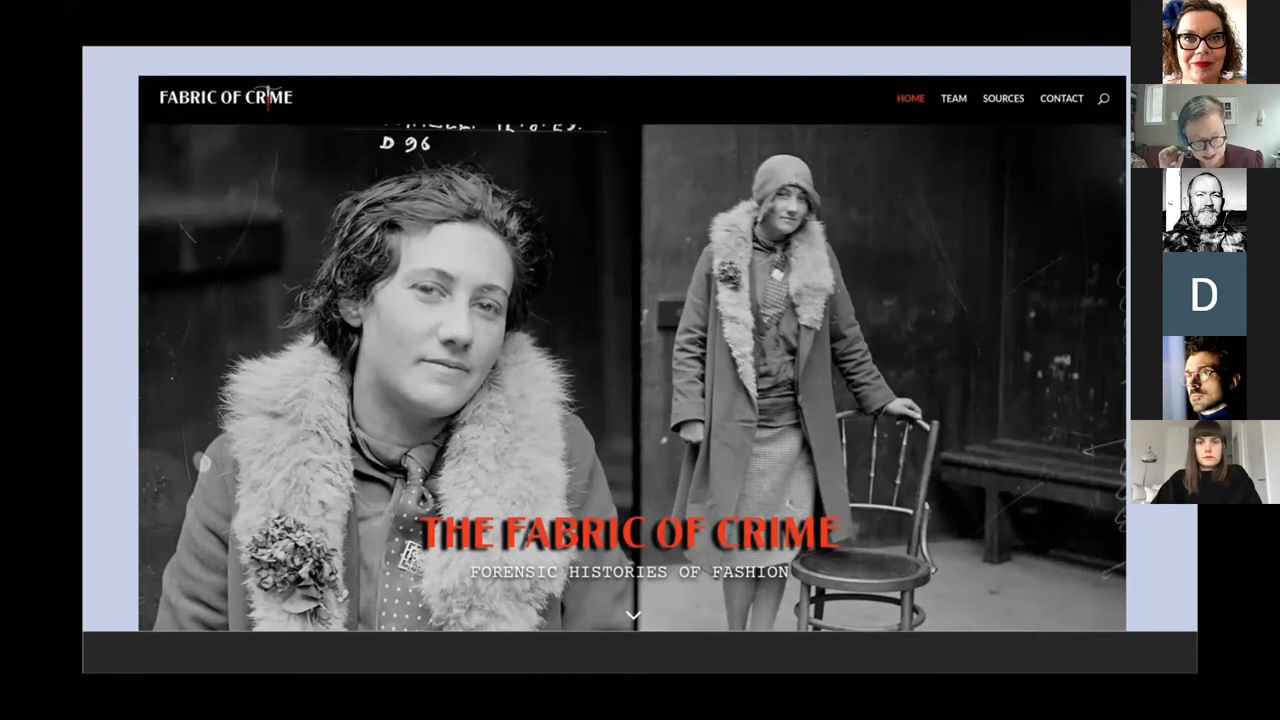 FABRIC OF CRIME
HOME TEAM SOURCES CONTACT
D 96
THE FABRIC OF CRIME
FORENSIC HISTORIES OF FASHION
D